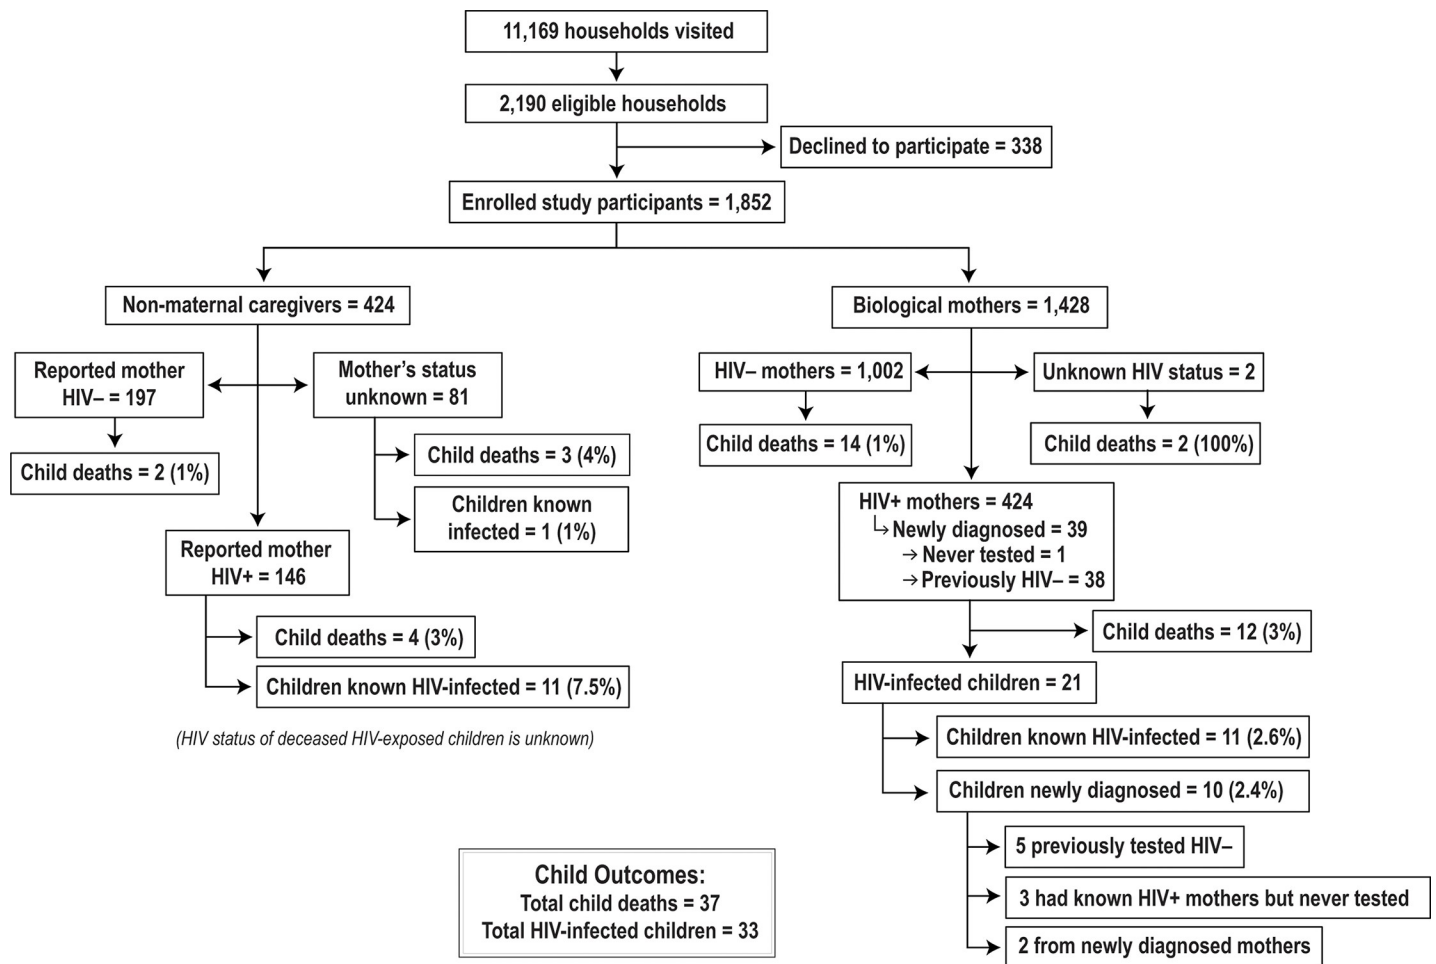 11,169 households visited
2,190 eligible households
Declined to participate = 338
Enrolled study participants = 1,852
Non-maternal caregivers = 424
Reported mother
HIV– = 197
Child deaths = 2 (1%)
Mother's status
unknown = 81
Child deaths = 3 (4%)
Children known
infected = 1 (1%)
Reported mother
HIV+ = 146
Child deaths = 4 (3%)
Children known HIV-infected = 11 (7.5%)
(HIV status of deceased HIV-exposed children is unknown)
Biological mothers = 1,428
HIV– mothers = 1,002
Child deaths = 14 (1%)
Unknown HIV status = 2
Child deaths = 2 (100%)
HIV+ mothers = 424
Newly diagnosed = 39
→ Never tested = 1
→ Previously HIV– = 38
Child deaths = 12 (3%)
HIV-infected children = 21
Children known HIV-infected = 11 (2.6%)
Children newly diagnosed = 10 (2.4%)
5 previously tested HIV–
3 had known HIV+ mothers but never tested
2 from newly diagnosed mothers
Child Outcomes:
Total child deaths = 37
Total HIV-infected children = 33